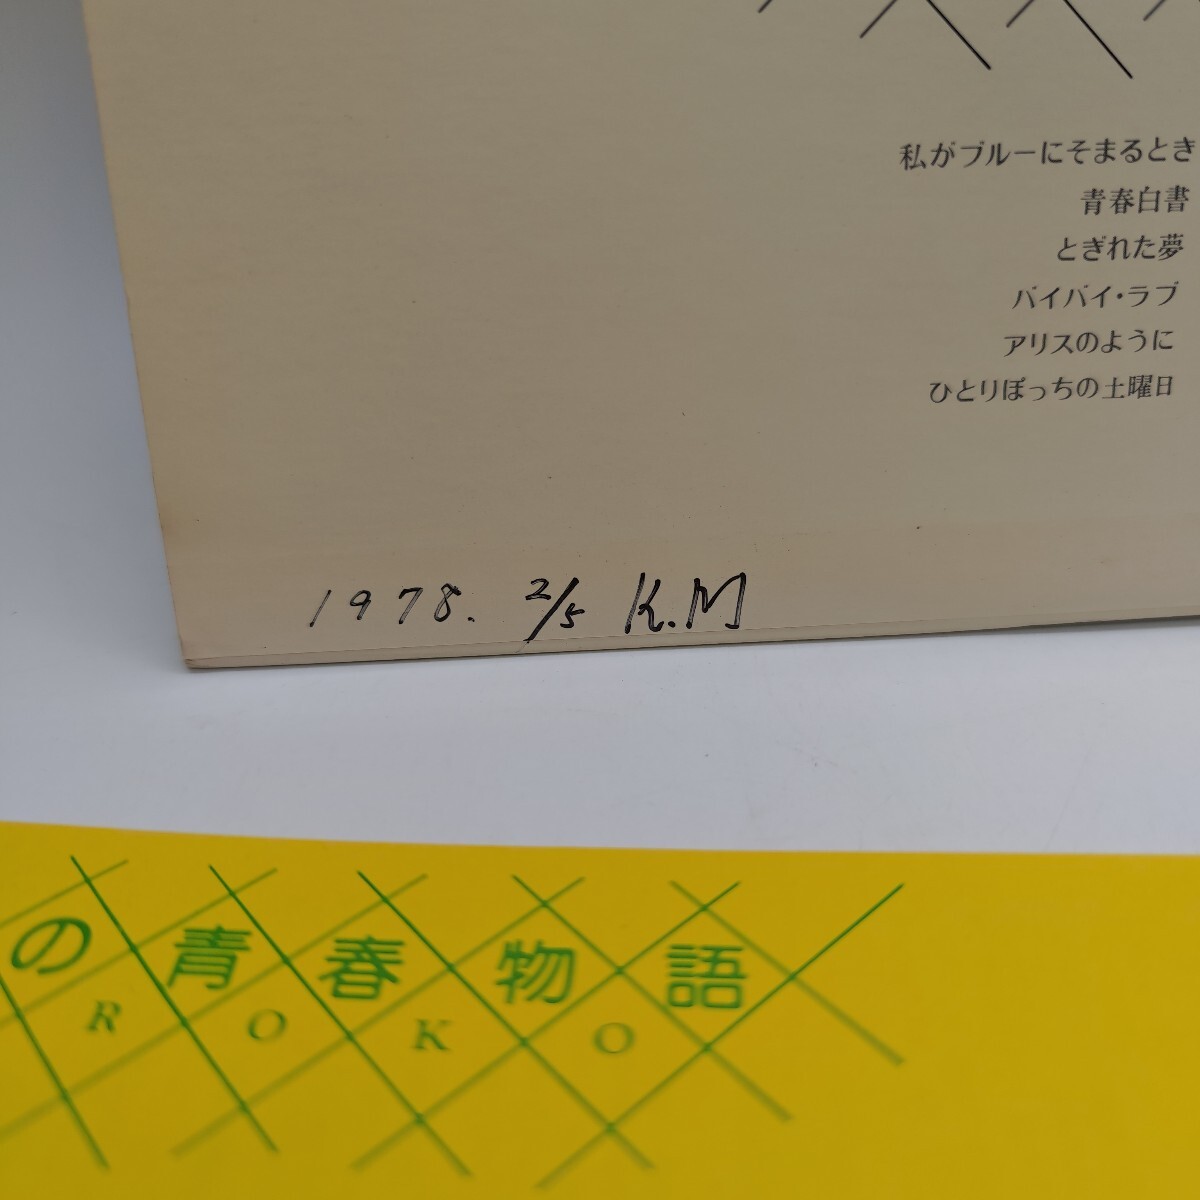 私がブルーにそまるとき
青春白書
とぎれた夢
バイバイ・ラブ
アリスのように
ひとりぼっちの土曜日
1978. 2/5 K.M
の青春物語
ROKO